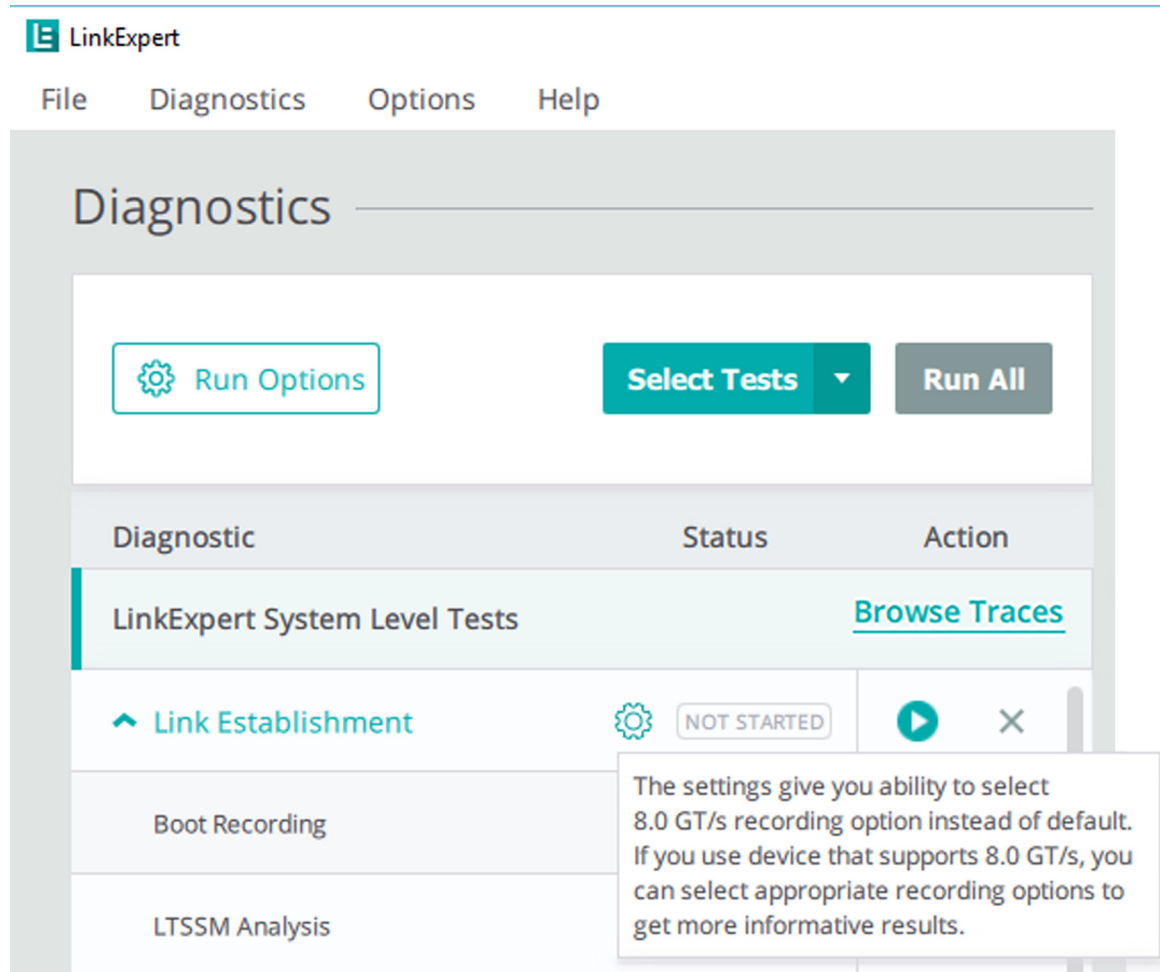 LinkExpert
File Diagnostics Options Help
Diagnostics
Run Options Select Tests Run All
Diagnostic Status Action
LinkExpert System Level Tests Browse Traces
Link Establishment NOT STARTED
The settings give you ability to select
8.0 GT/s recording option instead of default.
If you use device that supports 8.0 GT/s, you
can select appropriate recording options to
get more informative results.
Boot Recording
LTSSM Analysis